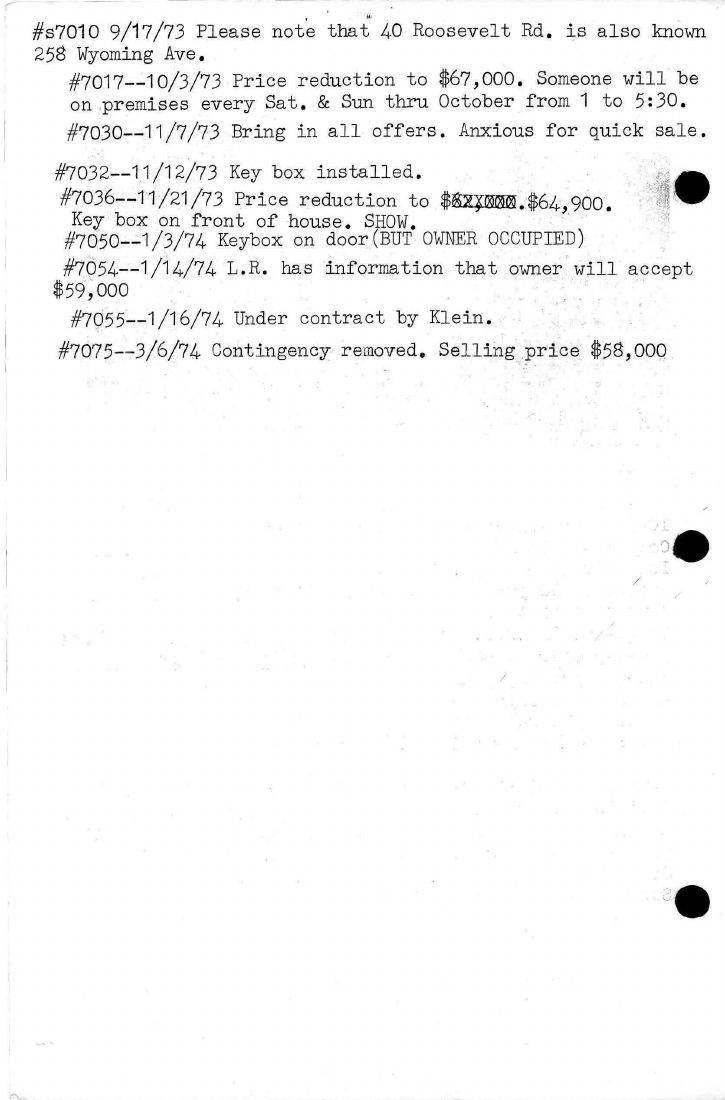 #s7010 9/17/73 Please note that 40 Roosevelt Rd. is also known
258 Wyoming Ave.
#7017--10/3/73 Price reduction to $67,000. Someone will be
on premises every Sat. & Sun thru October from 1 to 5:30.
#7030--11/7/73 Bring in all offers. Anxious for quick sale.
#7032--11/12/73 Key box installed.
#7036--11/21/73 Price reduction to $.$64,900.
Key box on front of house. SHOW.
#7050--1/3/74 Keybox on door(BUT OWNER OCCUPIED)
#7054--1/14/74 L.R. has information that owner will accept
$59,000
#7055--1/16/74 Under contract by Klein.
#7075--3/6/74 Contingency removed. Selling price $58,000